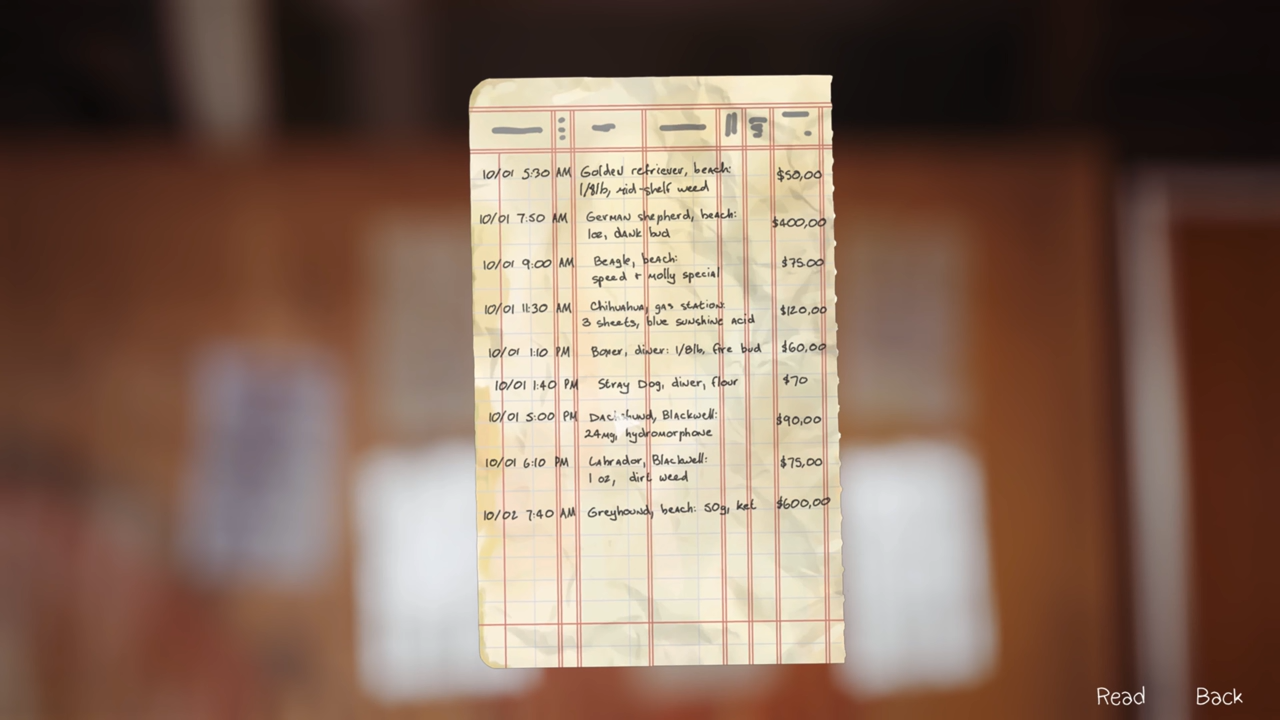 10/01 5:30 AM Golden retriever, beach: $50,00
1/8lb, mid-shelf weed
10/01 7:50 AM German shepherd, beach: $400,00
1oz, dank bud
10/01 9:00 AM Beagle, beach: $75.00
speed + Molly special
10/01 11:30 AM Chihuahua, gas station: $120,00
3 sheets, blue sunshine acid
10/01 1:10 PM Boxer, diner: 1/8lb, fire bud $60,00
10/01 1:40 PM Stray Dog, diner, flour $70
10/01 5:00 PM Dachshund, Blackwell: $90,00
24mg, hydromorphone
10/01 6:10 PM Labrador, Blackwell: $75,00
1 oz, dirt weed
10/02 7:40 AM Greyhound, beach: 50g, ket $600,00
Read Back